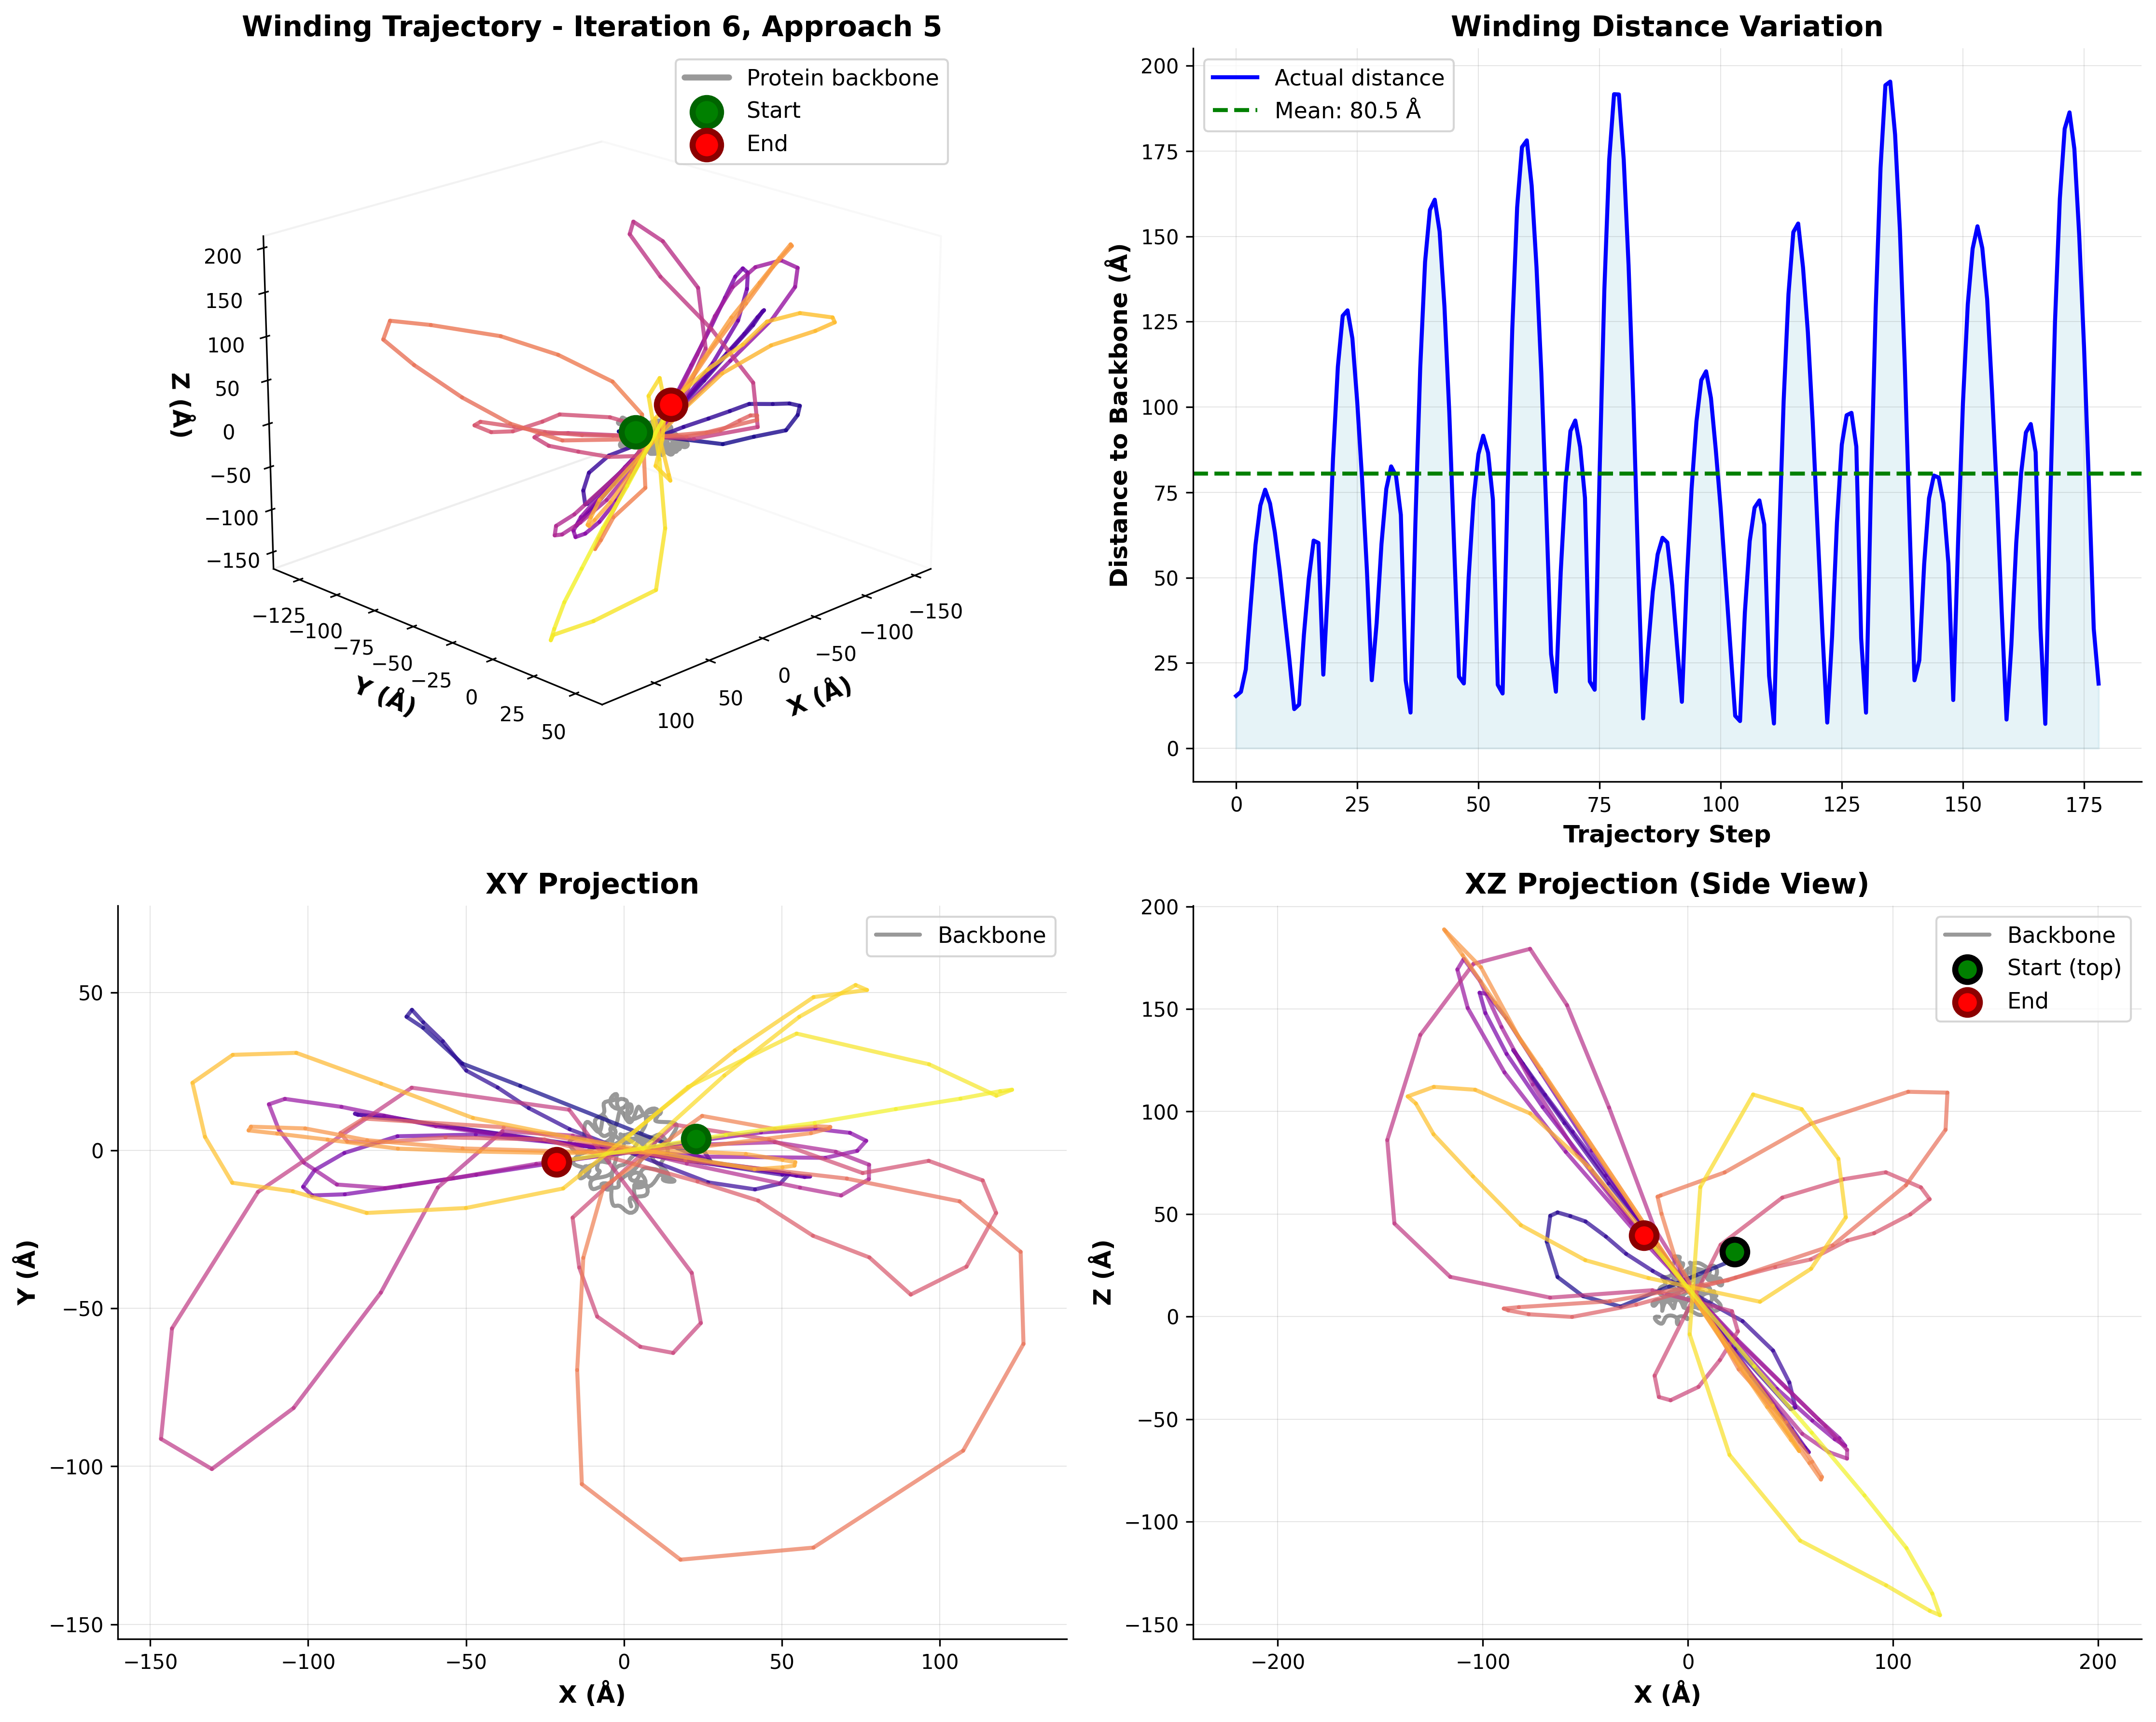 Winding Trajectory - Iteration 6, Approach 5
Protein backbone
Start
End
200
150
100
50
0
−50
−100
−150
Z (Å)
−125
−100
−75
−50
−25
0
25
50
Y (Å)
100
50
0
−50
−100
−150
X (Å)
Winding Distance Variation
Actual distance
Mean: 80.5 Å
200
175
150
125
100
75
50
25
0
Distance to Backbone (Å)
0
25
50
75
100
125
150
175
Trajectory Step
XY Projection
Backbone
50
0
−50
−100
−150
Y (Å)
−150
−100
−50
0
50
100
X (Å)
XZ Projection (Side View)
Backbone
Start (top)
End
200
150
100
50
0
−50
−100
−150
Z (Å)
−200
−100
0
100
200
X (Å)